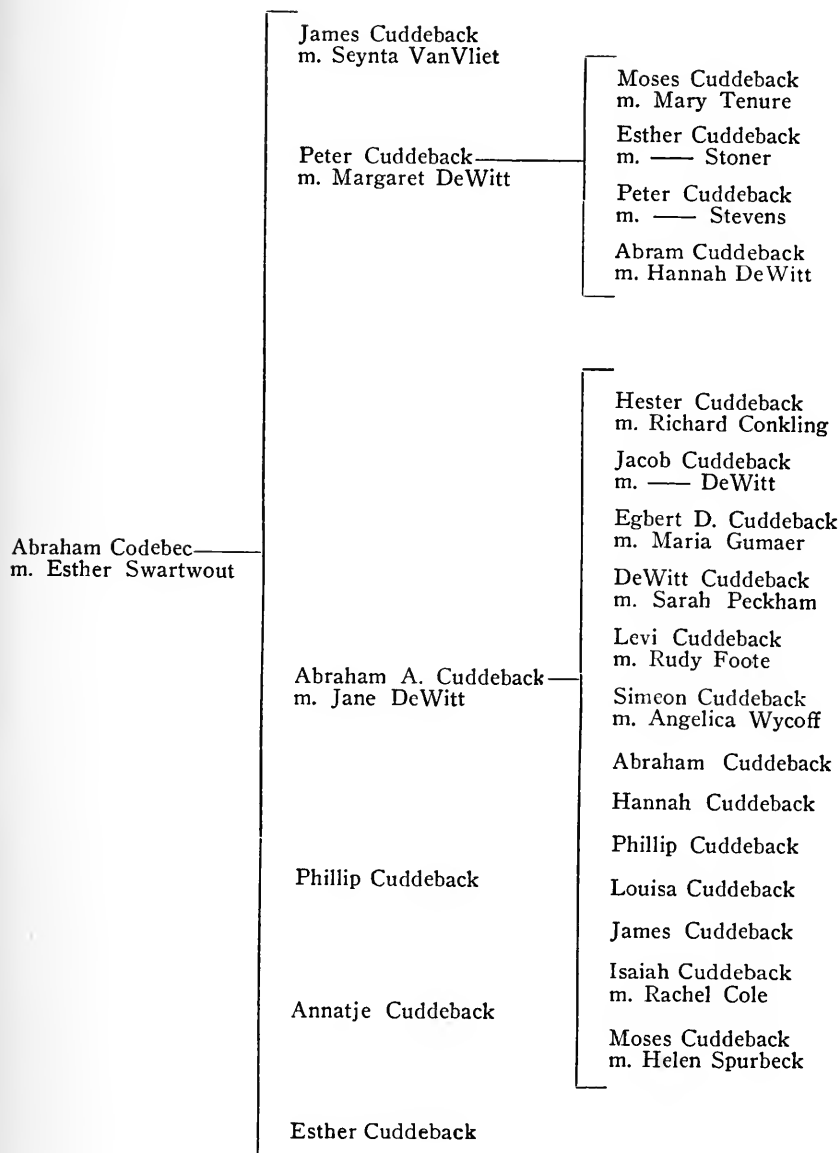 James Cuddeback
m. Seynta VanVliet
Peter Cuddeback
m. Margaret DeWitt
Moses Cuddeback
m. Mary Tenure
Esther Cuddeback
m. —— Stoner
Peter Cuddeback
m. —— Stevens
Abram Cuddeback
m. Hannah DeWitt
Abraham Codebec
m. Esther Swartwout
Abraham A. Cuddeback
m. Jane DeWitt
Hester Cuddeback
m. Richard Conkling
Jacob Cuddeback
m. —— DeWitt
Egbert D. Cuddeback
m. Maria Gumaer
DeWitt Cuddeback
m. Sarah Peckham
Levi Cuddeback
m. Rudy Foote
Simeon Cuddeback
m. Angelica Wycoff
Abraham Cuddeback
Hannah Cuddeback
Phillip Cuddeback
Louisa Cuddeback
James Cuddeback
Isaiah Cuddeback
m. Rachel Cole
Moses Cuddeback
m. Helen Spurbeck
Phillip Cuddeback
Annatje Cuddeback
Esther Cuddeback